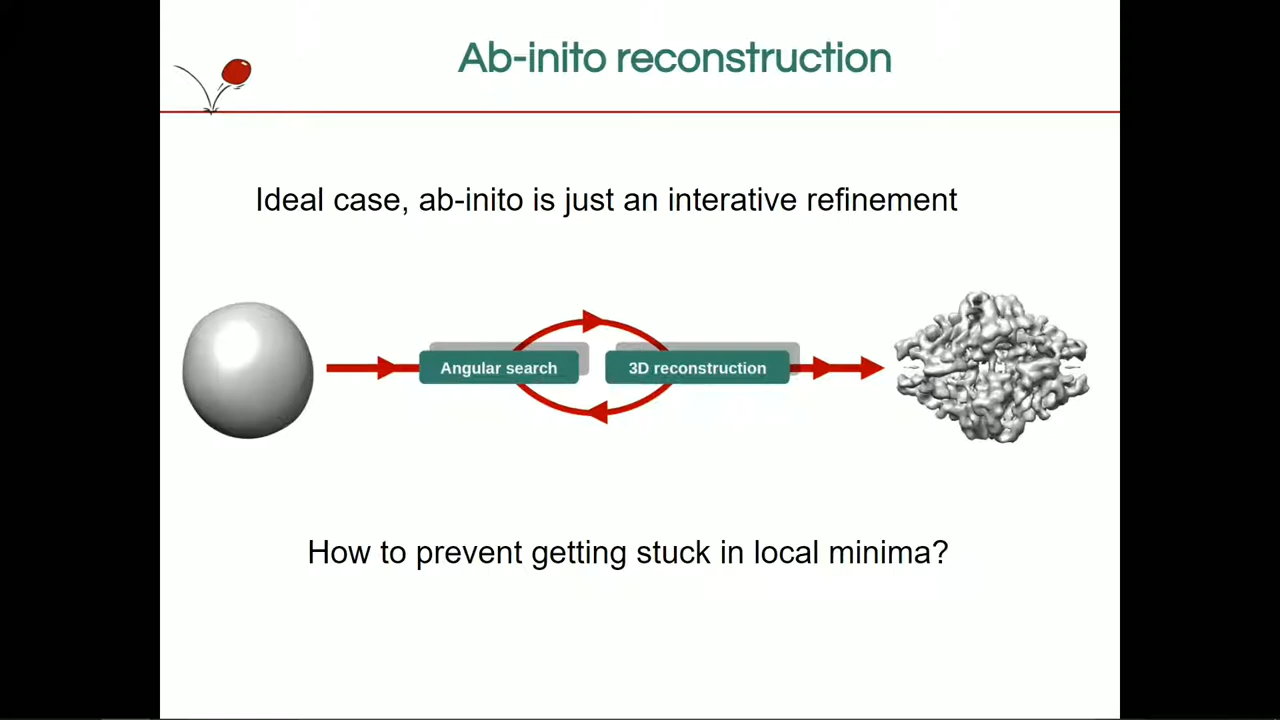 Ab-inito reconstruction
Ideal case, ab-inito is just an interative refinement
Angular search
3D reconstruction
How to prevent getting stuck in local minima?